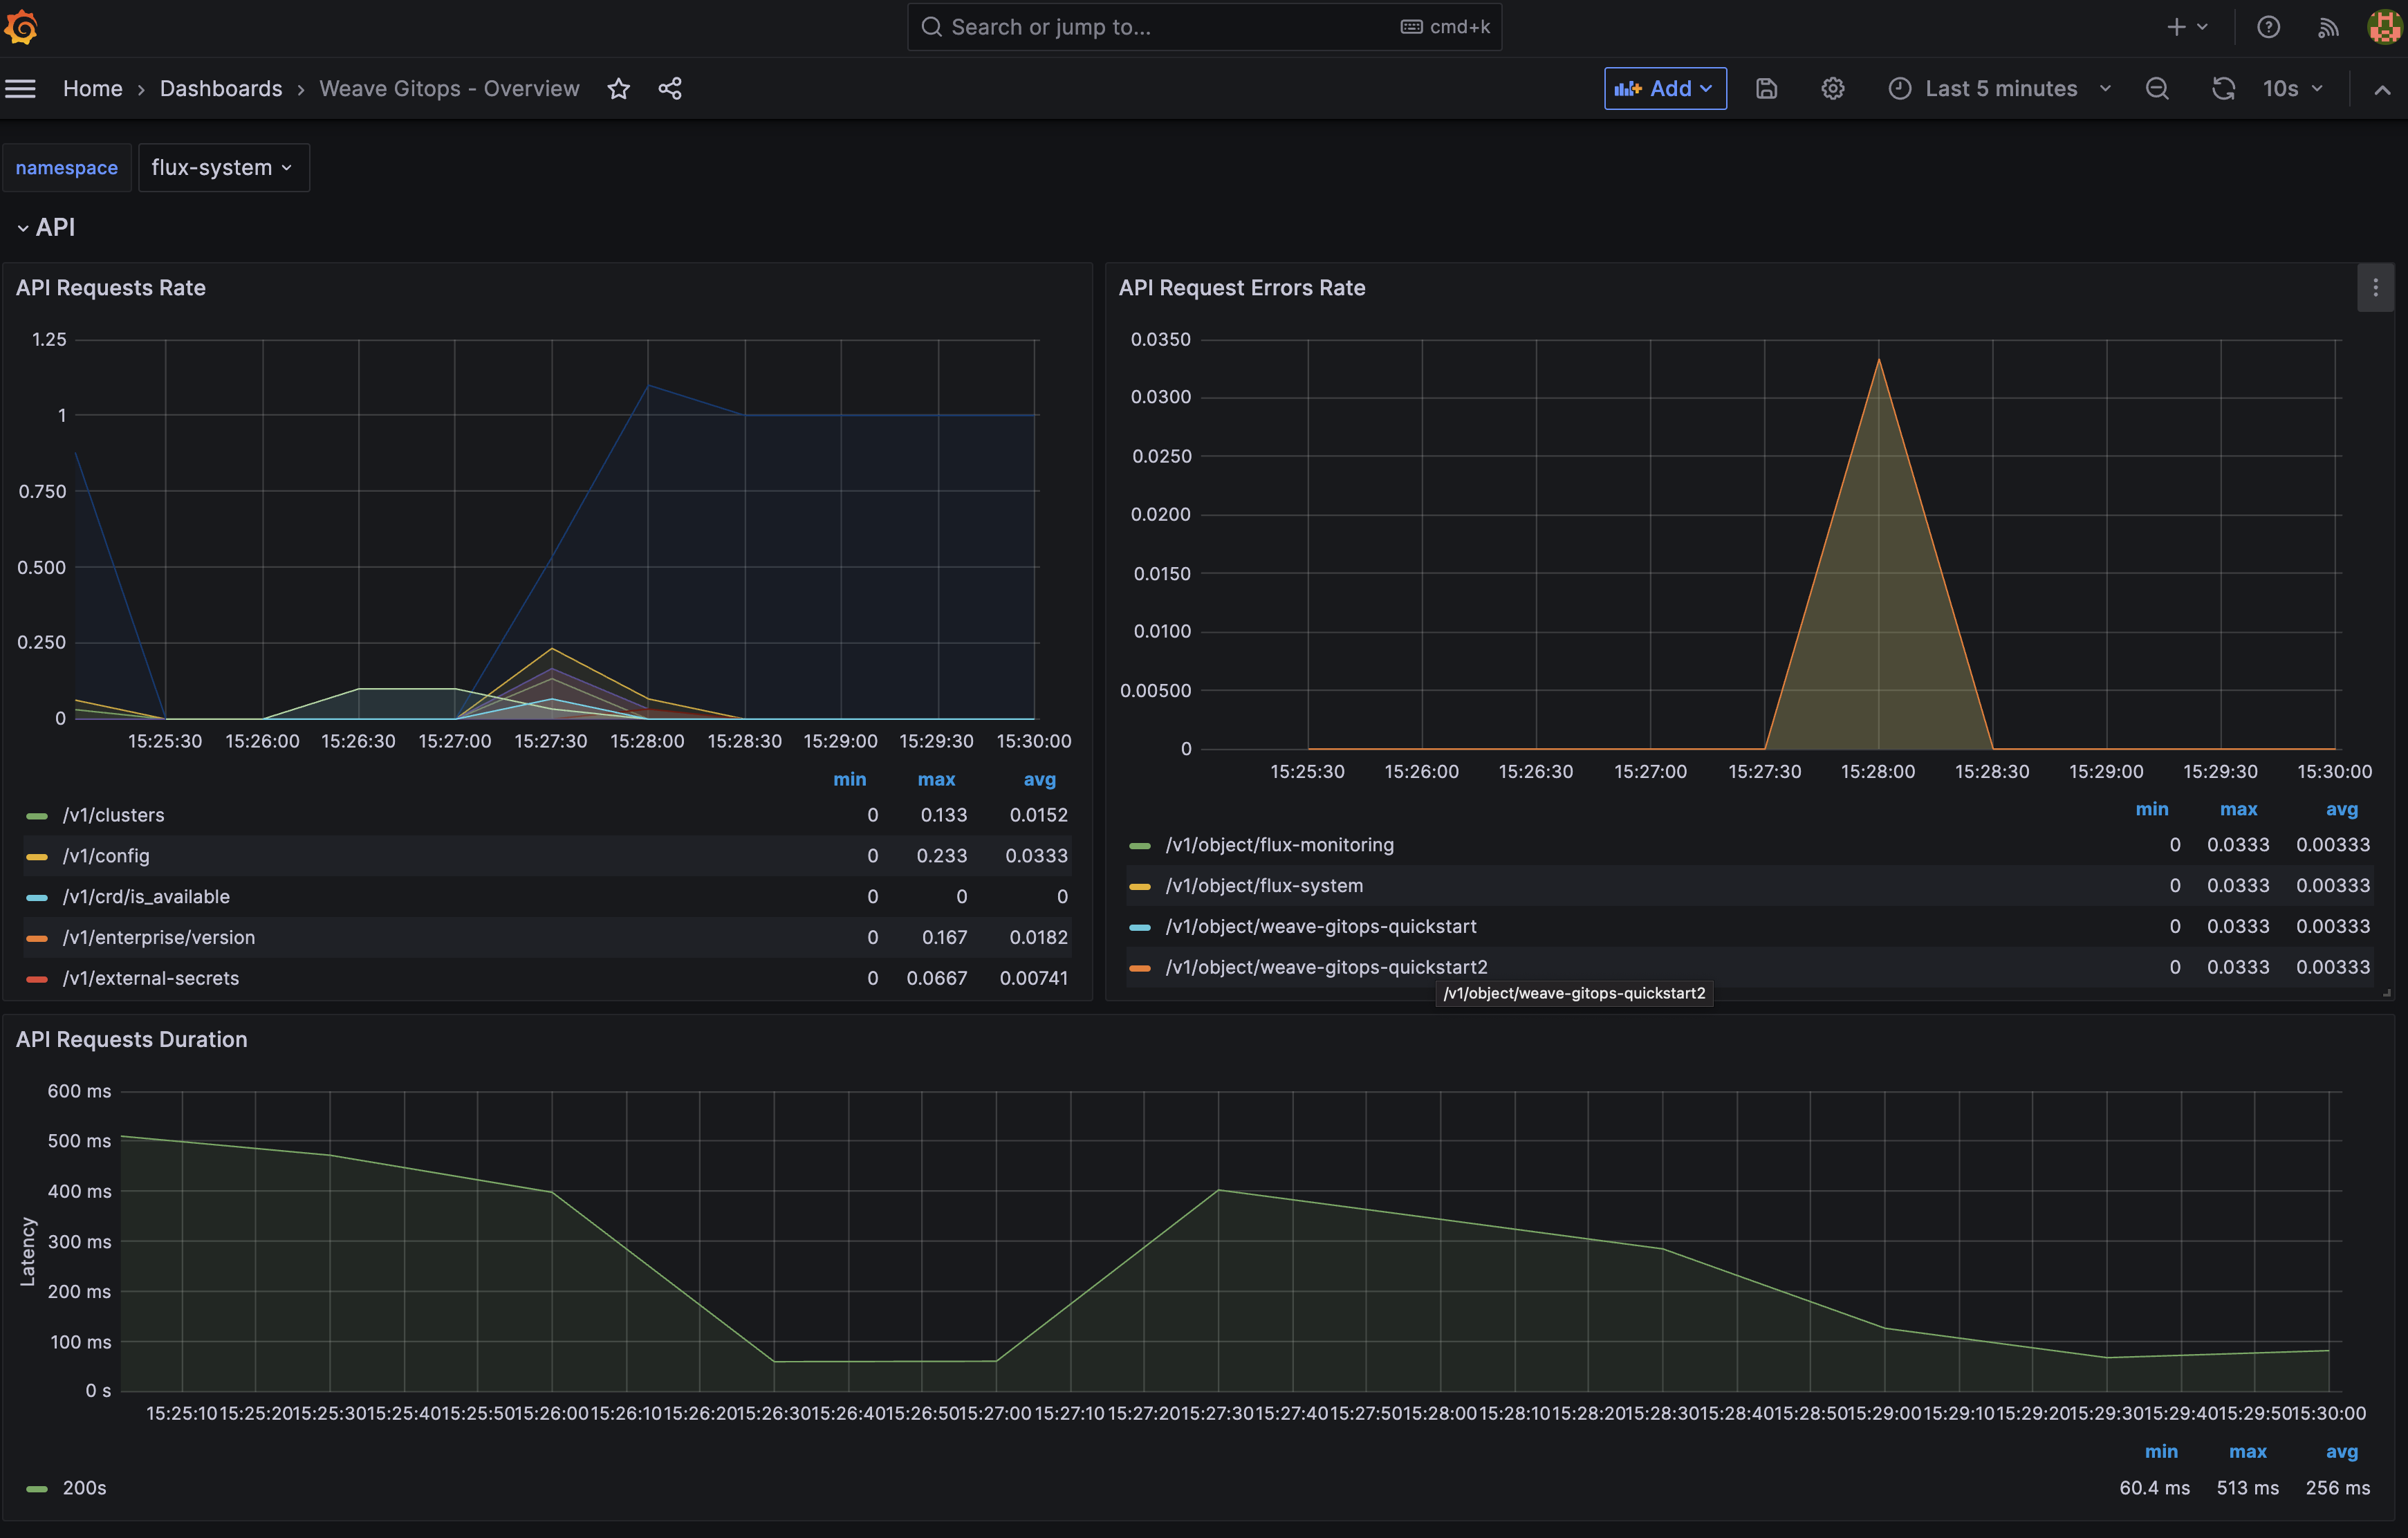 Search or jump to... cmd+k
Home › Dashboards › Weave Gitops - Overview
Add
Last 5 minutes
10s
namespace flux-system
API
API Requests Rate
1.25
1
0.750
0.500
0.250
0
15:25:30 15:26:00 15:26:30 15:27:00 15:27:30 15:28:00 15:28:30 15:29:00 15:29:30 15:30:00
min max avg
/v1/clusters 0 0.133 0.0152
/v1/config 0 0.233 0.0333
/v1/crd/is_available 0 0 0
/v1/enterprise/version 0 0.167 0.0182
/v1/external-secrets 0 0.0667 0.00741
API Request Errors Rate
0.0350
0.0300
0.0250
0.0200
0.0150
0.0100
0.00500
0
15:25:30 15:26:00 15:26:30 15:27:00 15:27:30 15:28:00 15:28:30 15:29:00 15:29:30 15:30:00
min max avg
/v1/object/flux-monitoring 0 0.0333 0.00333
/v1/object/flux-system 0 0.0333 0.00333
/v1/object/weave-gitops-quickstart 0 0.0333 0.00333
/v1/object/weave-gitops-quickstart2 0 0.0333 0.00333
/v1/object/weave-gitops-quickstart2
API Requests Duration
Latency
600 ms
500 ms
400 ms
300 ms
200 ms
100 ms
0 s
15:25:10 15:25:20 15:25:30 15:25:40 15:25:50 15:26:00 15:26:10 15:26:20 15:26:30 15:26:40 15:26:50 15:27:00 15:27:10 15:27:20 15:27:30 15:27:40 15:27:50 15:28:00 15:28:10 15:28:20 15:28:30 15:28:40 15:28:50 15:29:00 15:29:10 15:29:20 15:29:30 15:29:40 15:29:50 15:30:00
min max avg
200s 60.4 ms 513 ms 256 ms